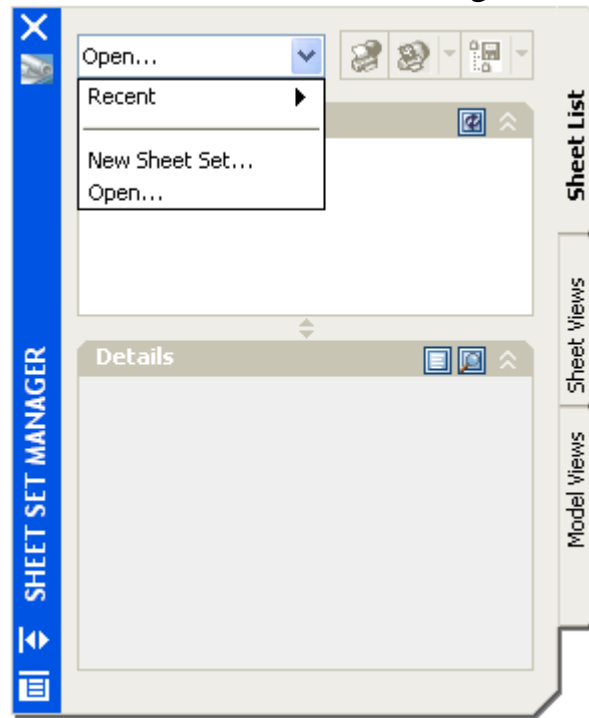 Open...
Recent
New Sheet Set...
Open...
Details
SHEET SET MANAGER
Sheet List
Sheet Views
Model Views